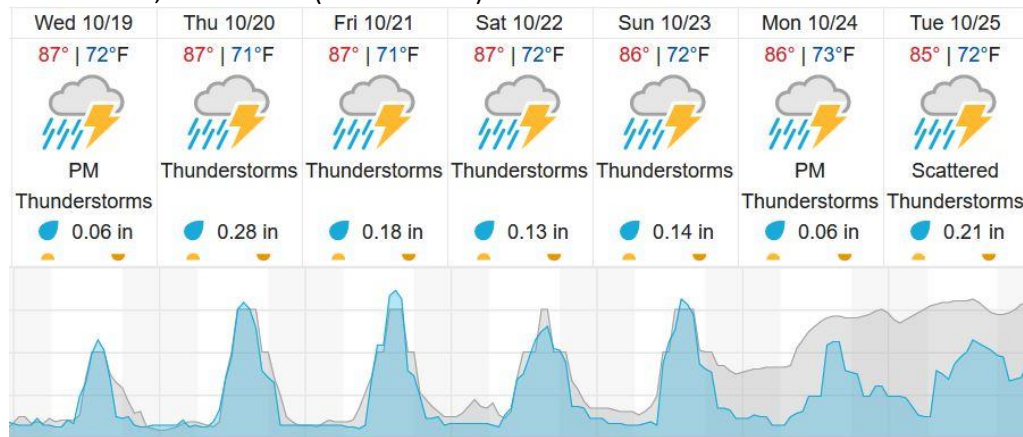 Wed 10/19 Thu 10/20 Fri 10/21 Sat 10/22 Sun 10/23 Mon 10/24 Tue 10/25
87° | 72°F 87° | 71°F 87° | 71°F 87° | 72°F 86° | 72°F 86° | 73°F 85° | 72°F
PM Thunderstorms Thunderstorms Thunderstorms Thunderstorms PM Scattered
Thunderstorms Thunderstorms Thunderstorms
0.06 in 0.28 in 0.18 in 0.13 in 0.14 in 0.06 in 0.21 in